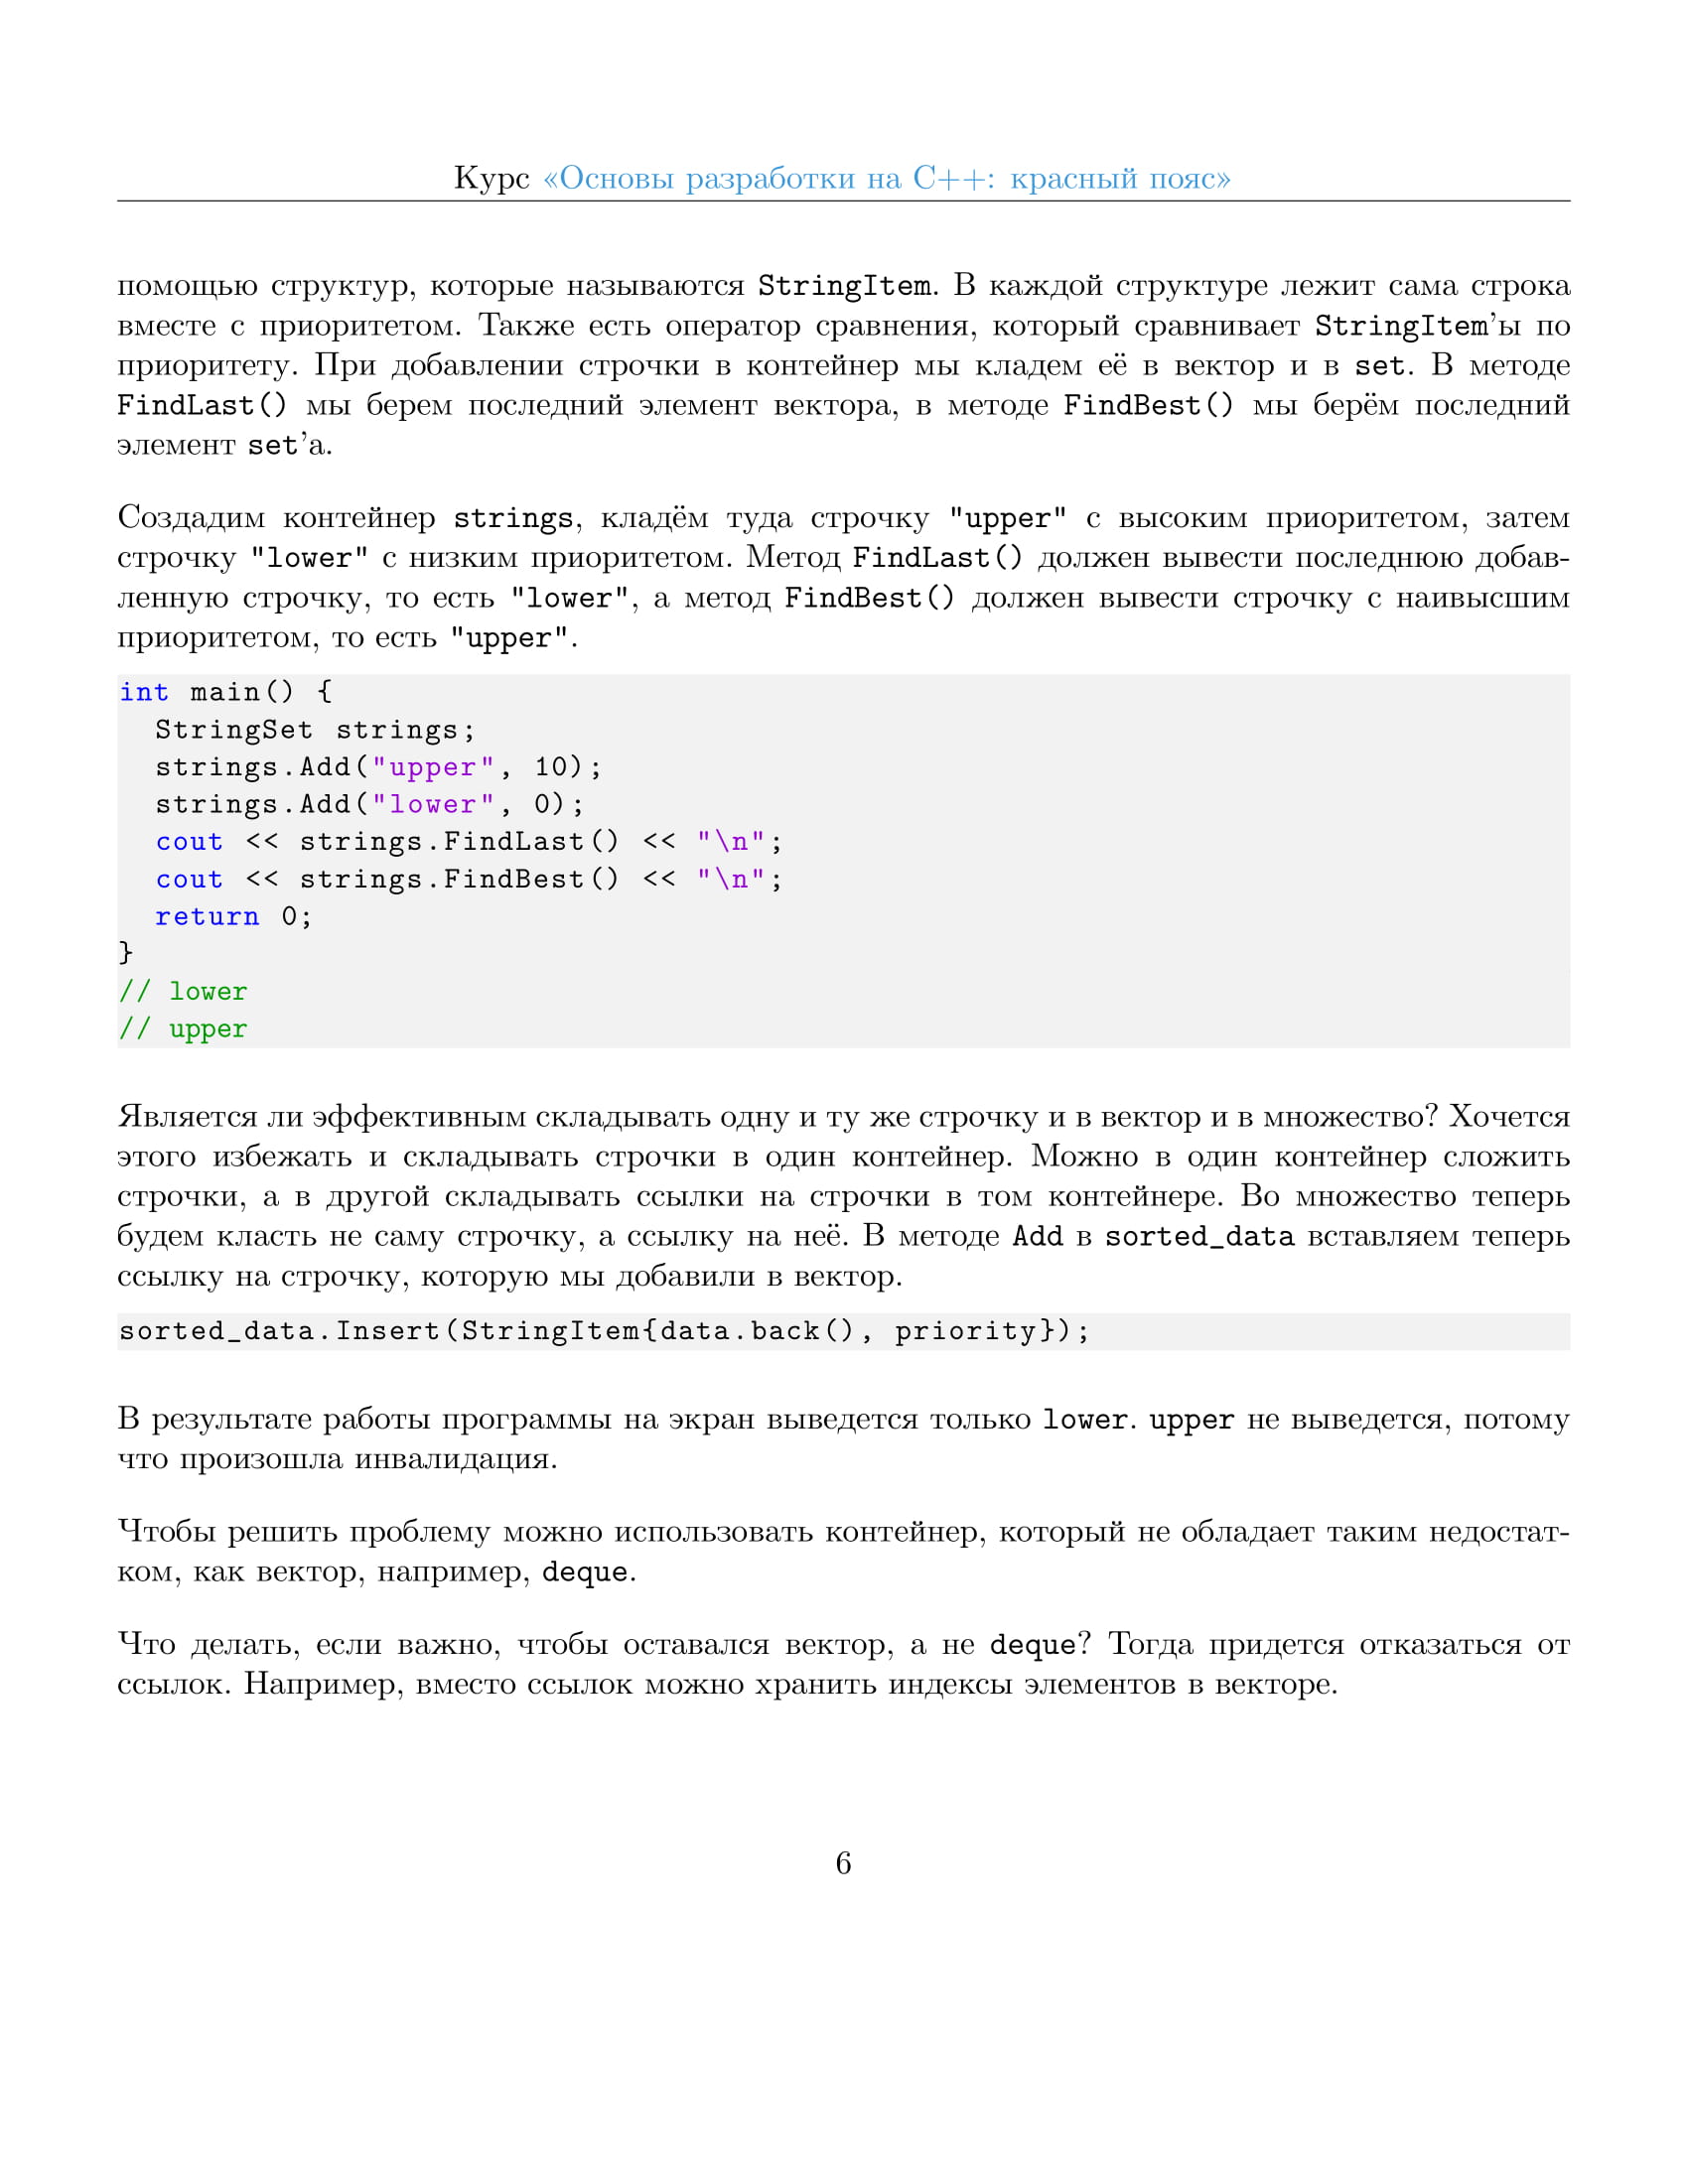 Курс «Основы разработки на C++: красный пояс»
помощью структур, которые называются StringItem. В каждой структуре лежит сама строка
вместе с приоритетом. Также есть оператор сравнения, который сравнивает StringItem'ы по
приоритету. При добавлении строчки в контейнер мы кладем её в вектор и в set. В методе
FindLast() мы берем последний элемент вектора, в методе FindBest() мы берём последний
элемент set'а.
Создадим контейнер strings, кладём туда строчку "upper" с высоким приоритетом, затем
строчку "lower" с низким приоритетом. Метод FindLast() должен вывести последнюю добав-
ленную строчку, то есть "lower", а метод FindBest() должен вывести строчку с наивысшим
приоритетом, то есть "upper".
int main() {
  StringSet strings;
  strings.Add("upper", 10);
  strings.Add("lower", 0);
  cout << strings.FindLast() << "\n";
  cout << strings.FindBest() << "\n";
  return 0;
}
// lower
// upper
Является ли эффективным складывать одну и ту же строчку и в вектор и в множество? Хочется
этого избежать и складывать строчки в один контейнер. Можно в один контейнер сложить
строчки, а в другой складывать ссылки на строчки в том контейнере. Во множество теперь
будем класть не саму строчку, а ссылку на неё. В методе Add в sorted_data вставляем теперь
ссылку на строчку, которую мы добавили в вектор.
sorted_data.Insert(StringItem{data.back(), priority});
В результате работы программы на экран выведется только lower. upper не выведется, потому
что произошла инвалидация.
Чтобы решить проблему можно использовать контейнер, который не обладает таким недостат-
ком, как вектор, например, deque.
Что делать, если важно, чтобы оставался вектор, а не deque? Тогда придется отказаться от
ссылок. Например, вместо ссылок можно хранить индексы элементов в векторе.
6